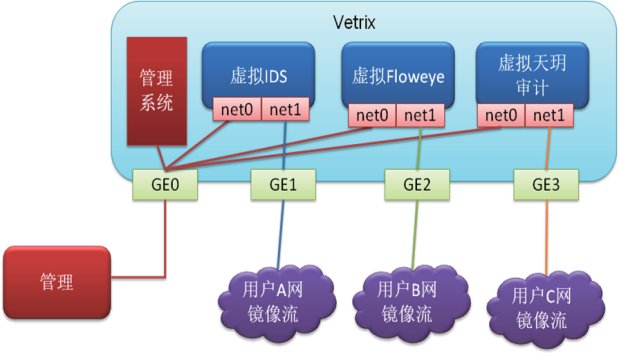 Vetrix
管理
系统
虚拟IDS
net0
net1
虚拟Floweye
net0
net1
虚拟天玥
审计
net0
net1
GE0
GE1
GE2
GE3
管理
用户A网
镜像流
用户B网
镜像流
用户C网
镜像流